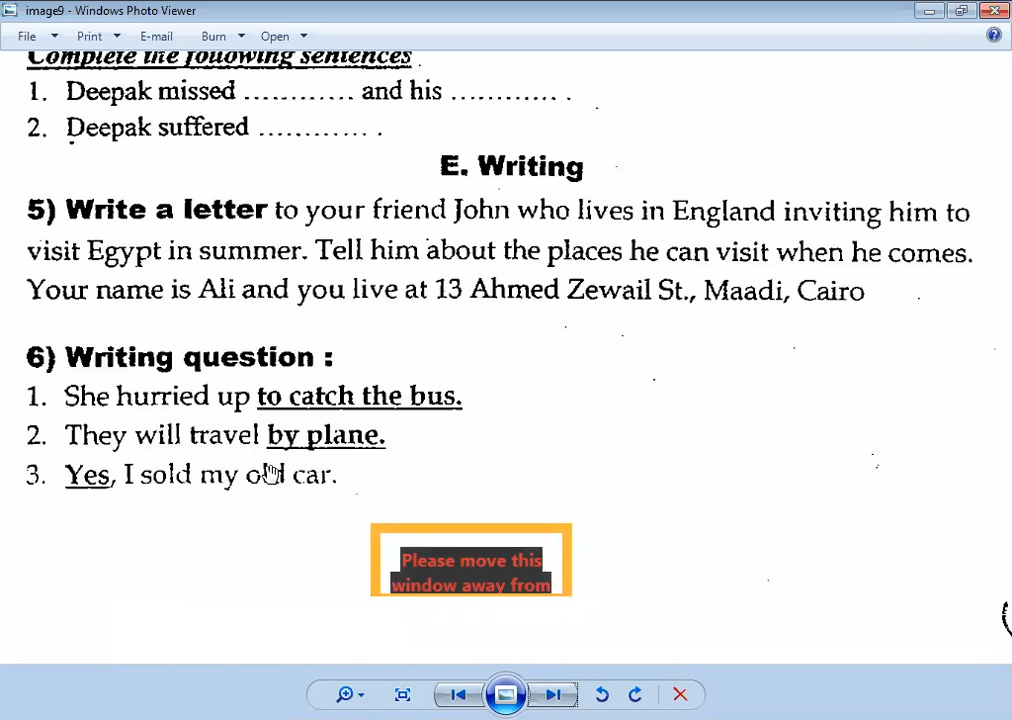 image9 - Windows Photo Viewer
File Print E-mail Burn Open
Complete the following sentences
1. Deepak missed ............ and his ............. .
2. Deepak suffered ............. .
E. Writing
5) Write a letter to your friend John who lives in England inviting him to
visit Egypt in summer. Tell him about the places he can visit when he comes.
Your name is Ali and you live at 13 Ahmed Zewail St., Maadi, Cairo
6) Writing question :
1. She hurried up to catch the bus.
2. They will travel by plane.
3. Yes, I sold my old car.
Please move this
window away from